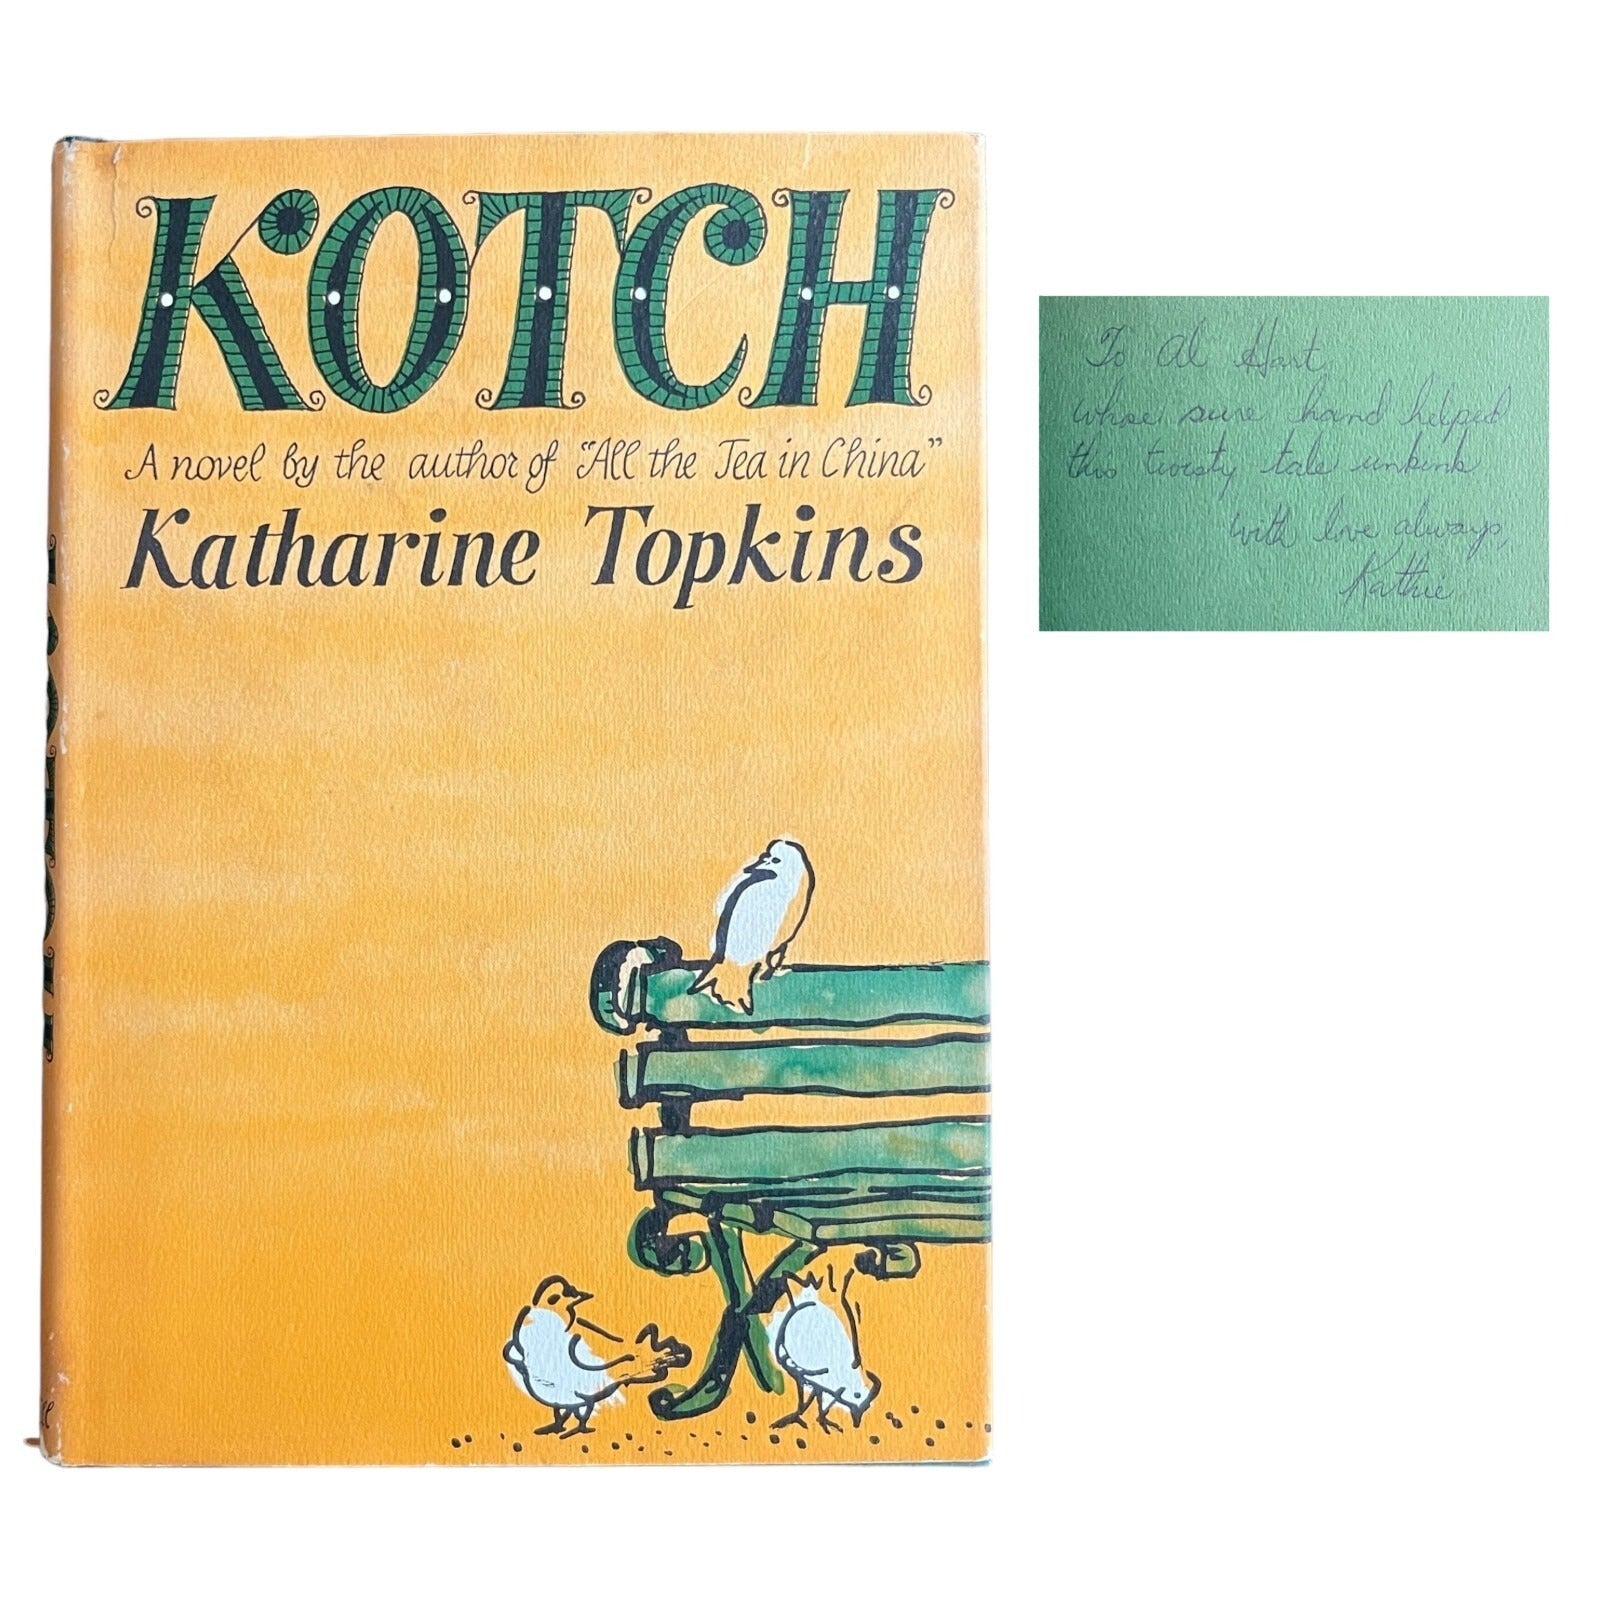 KOTCH
A novel by the author of “All the Tea in China”
Katharine Topkins
KOTCH
To Al Hart,
whose sure hand helped
this twisty tale unkink
with love always,
Kathie